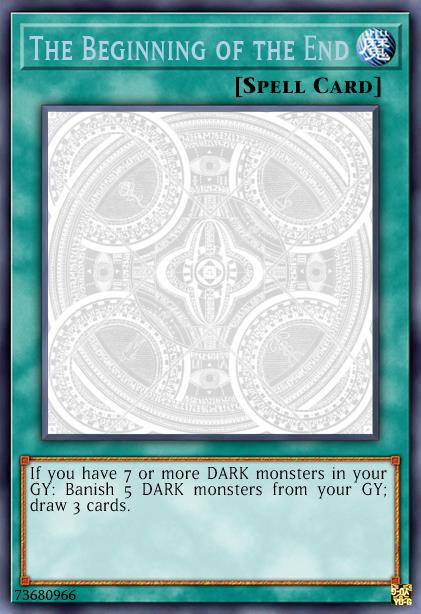 The Beginning of the End 魔
[Spell Card]
If you have 7 or more DARK monsters in your
GY: Banish 5 DARK monsters from your GY;
draw 3 cards.
73680966